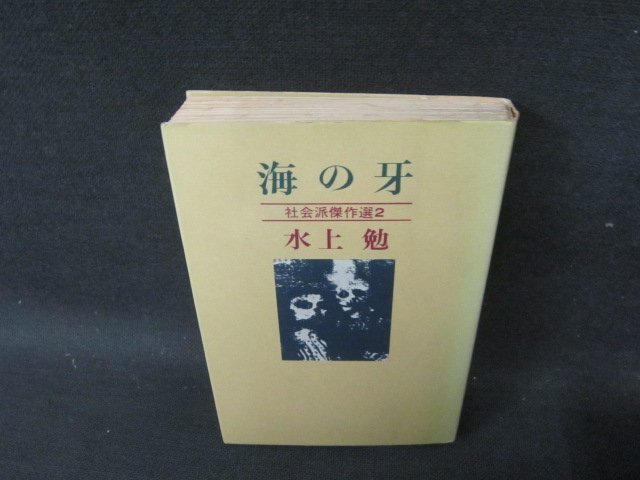 海の牙
社会派傑作選2
水上 勉